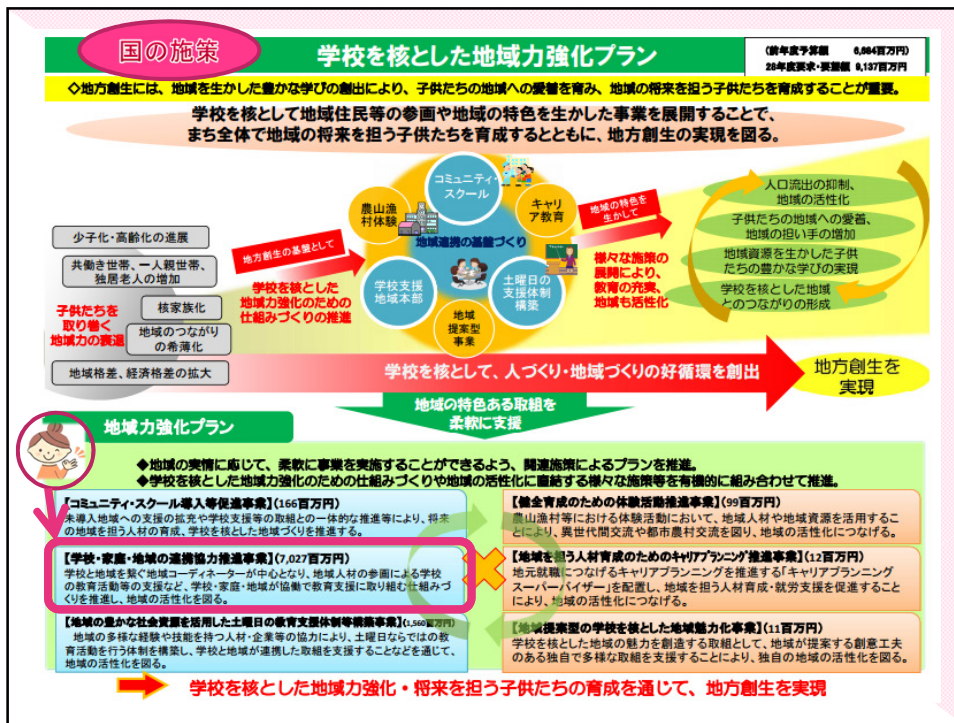 国の施策
学校を核とした地域力強化プラン
(前年度予算額 6,684百万円)
28年度要求・要望額 9,137百万円
◇地方創生には、地域を生かした豊かな学びの創出により、子供たちの地域への愛着を育み、地域の将来を担う子供たちを育成することが重要。
学校を核として地域住民等の参画や地域の特色を生かした事業を展開することで、
まち全体で地域の将来を担う子供たちを育成するとともに、地方創生の実現を図る。
少子化・高齢化の進展
共働き世帯、一人親世帯、
独居老人の増加
核家族化
地域のつながり
の希薄化
地域格差、経済格差の拡大
子供たちを
取り巻く
地域力の衰退
地方創生の基盤として
学校を核とした
地域力強化のための
仕組みづくりの推進
コミュニティ・
スクール
農山漁
村体験
キャリ
ア教育
地域連携の基盤づくり
学校支援
地域本部
土曜日の
支援体制
構築
地域
提案型
事業
地域の特色を
生かして
様々な施策の
展開により、
教育の充実、
地域も活性化
人口流出の抑制、
地域の活性化
子供たちの地域への愛着、
地域の担い手の増加
地域資源を生かした子供
たちの豊かな学びの実現
学校を核とした地域
とのつながりの形成
学校を核として、人づくり・地域づくりの好循環を創出
地方創生を
実現
地域の特色ある取組を
柔軟に支援
地域力強化プラン
◆地域の実情に応じて、柔軟に事業を実施することができるよう、関連施策によるプランを推進。
◆学校を核とした地域力強化のための仕組みづくりや地域の活性化に直結する様々な施策等を有機的に組み合わせて推進。
【コミュニティ・スクール導入等促進事業】(166百万円)
未導入地域への支援の拡充や学校支援等の取組との一体的な推進等により、将来
の地域を担う人材の育成、学校を核とした地域づくりを推進する。
【学校・家庭・地域の連携協力推進事業】(7,027百万円)
学校と地域を繋ぐ地域コーディネーターが中心となり、地域人材の参画による学校
の教育活動等の支援など、学校・家庭・地域が協働で教育支援に取り組む仕組みづ
くりを推進し、地域の活性化を図る。
【地域の豊かな社会資源を活用した土曜日の教育支援体制等構築事業】(1,560百万円)
地域の多様な経験や技能を持つ人材・企業等の協力により、土曜日ならではの教
育活動を行う体制を構築し、学校と地域が連携した取組を支援することなどを通じて、
地域の活性化を図る。
【健全育成のための体験活動推進事業】(99百万円)
農山漁村等における体験活動において、地域人材や地域資源を活用するこ
とにより、異世代間交流や都市農村交流を図り、地域の活性化につなげる。
【地域を担う人材育成のためのキャリアプランニング推進事業】(12百万円)
地元就職につなげるキャリアプランニングを推進する「キャリアプランニング
スーパーバイザー」を配置し、地域を担う人材育成・就労支援を促進すること
により、地域の活性化につなげる。
【地域提案型の学校を核とした地域魅力化事業】(11百万円)
学校を核とした地域の魅力を創造する取組として、地域が提案する創意工夫
のある独自で多様な取組を支援することにより、独自の地域の活性化を図る。
学校を核とした地域力強化・将来を担う子供たちの育成を通じて、地方創生を実現